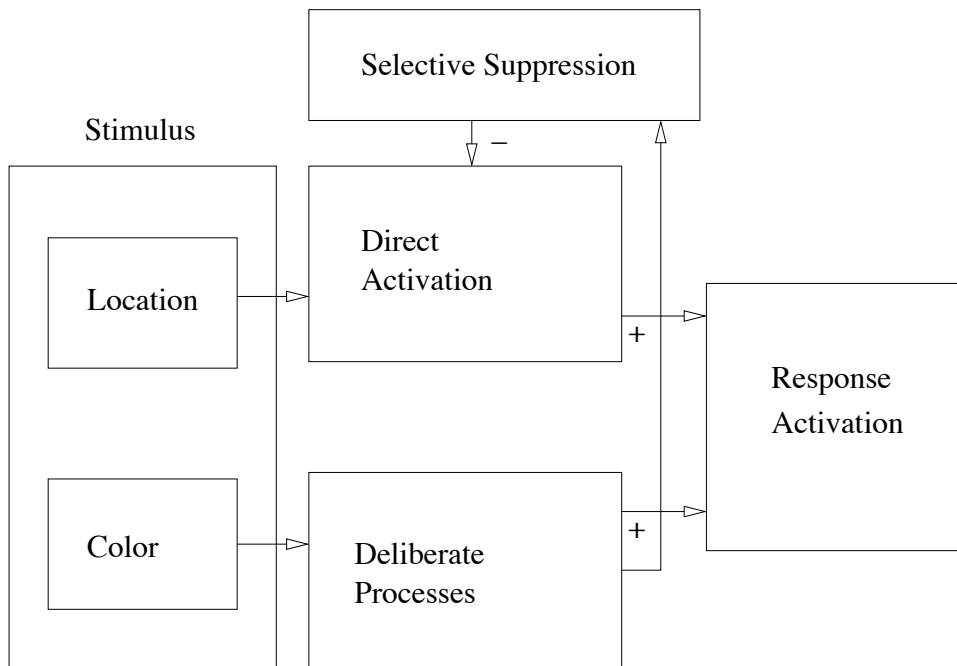 Selective Suppression
Stimulus
−
Direct
Activation
Location
+
Response
Activation
Color
+
Deliberate
Processes